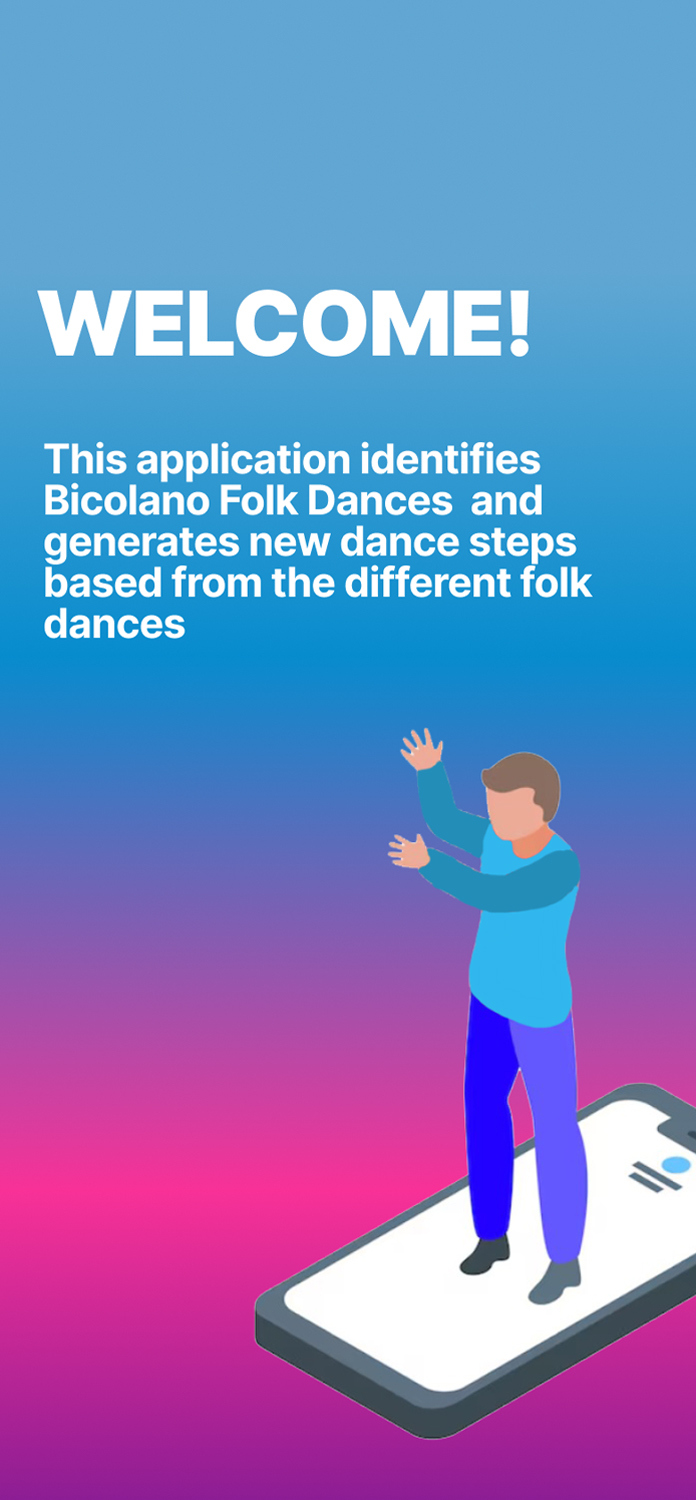 WELCOME!
This application identifies
Bicolano Folk Dances  and
generates new dance steps
based from the different folk
dances